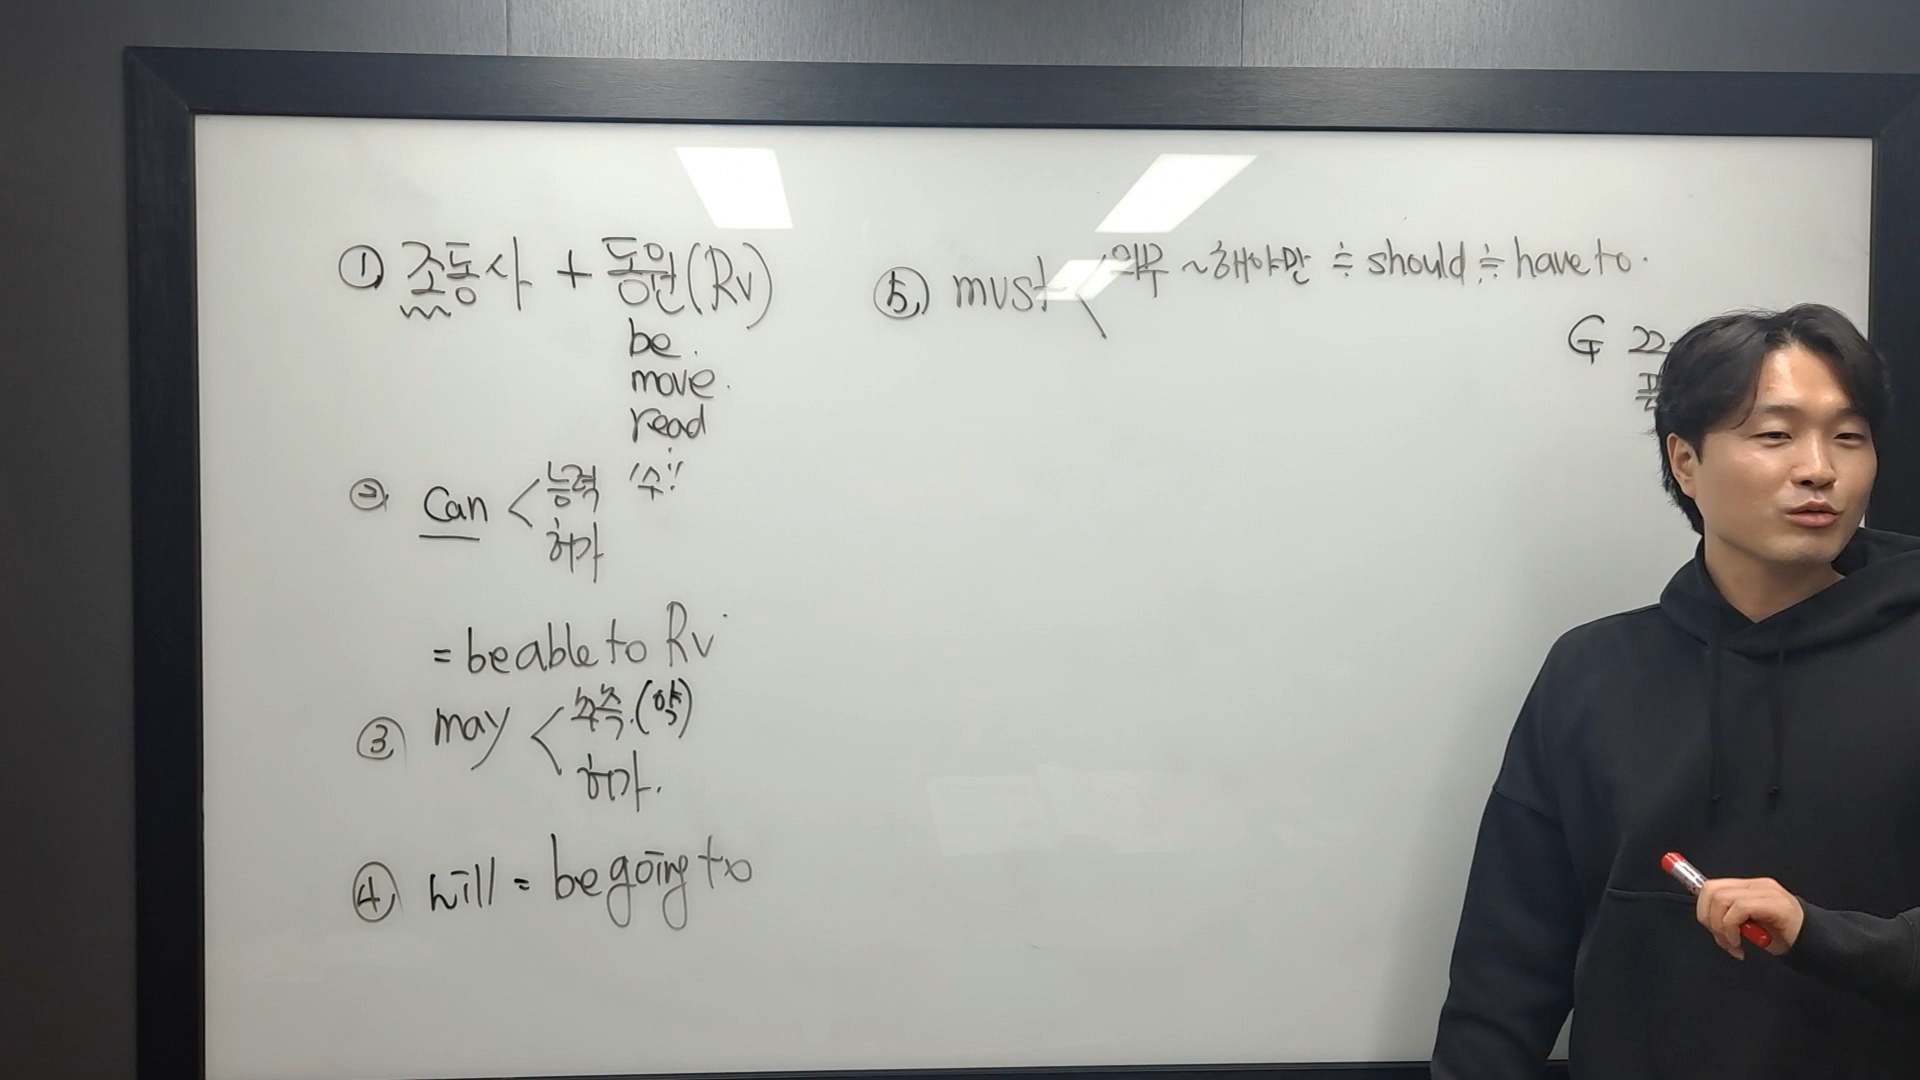 ① 조동사 + 동원(Rv)
be.
move.
read
② can < 능력 '수'!
허가
= be able to Rv
③ may < 추측.(약)
허가.
④ will = be going to
⑤ must < 의무 ~해야만 ≒ should ≒ have to.
G 22